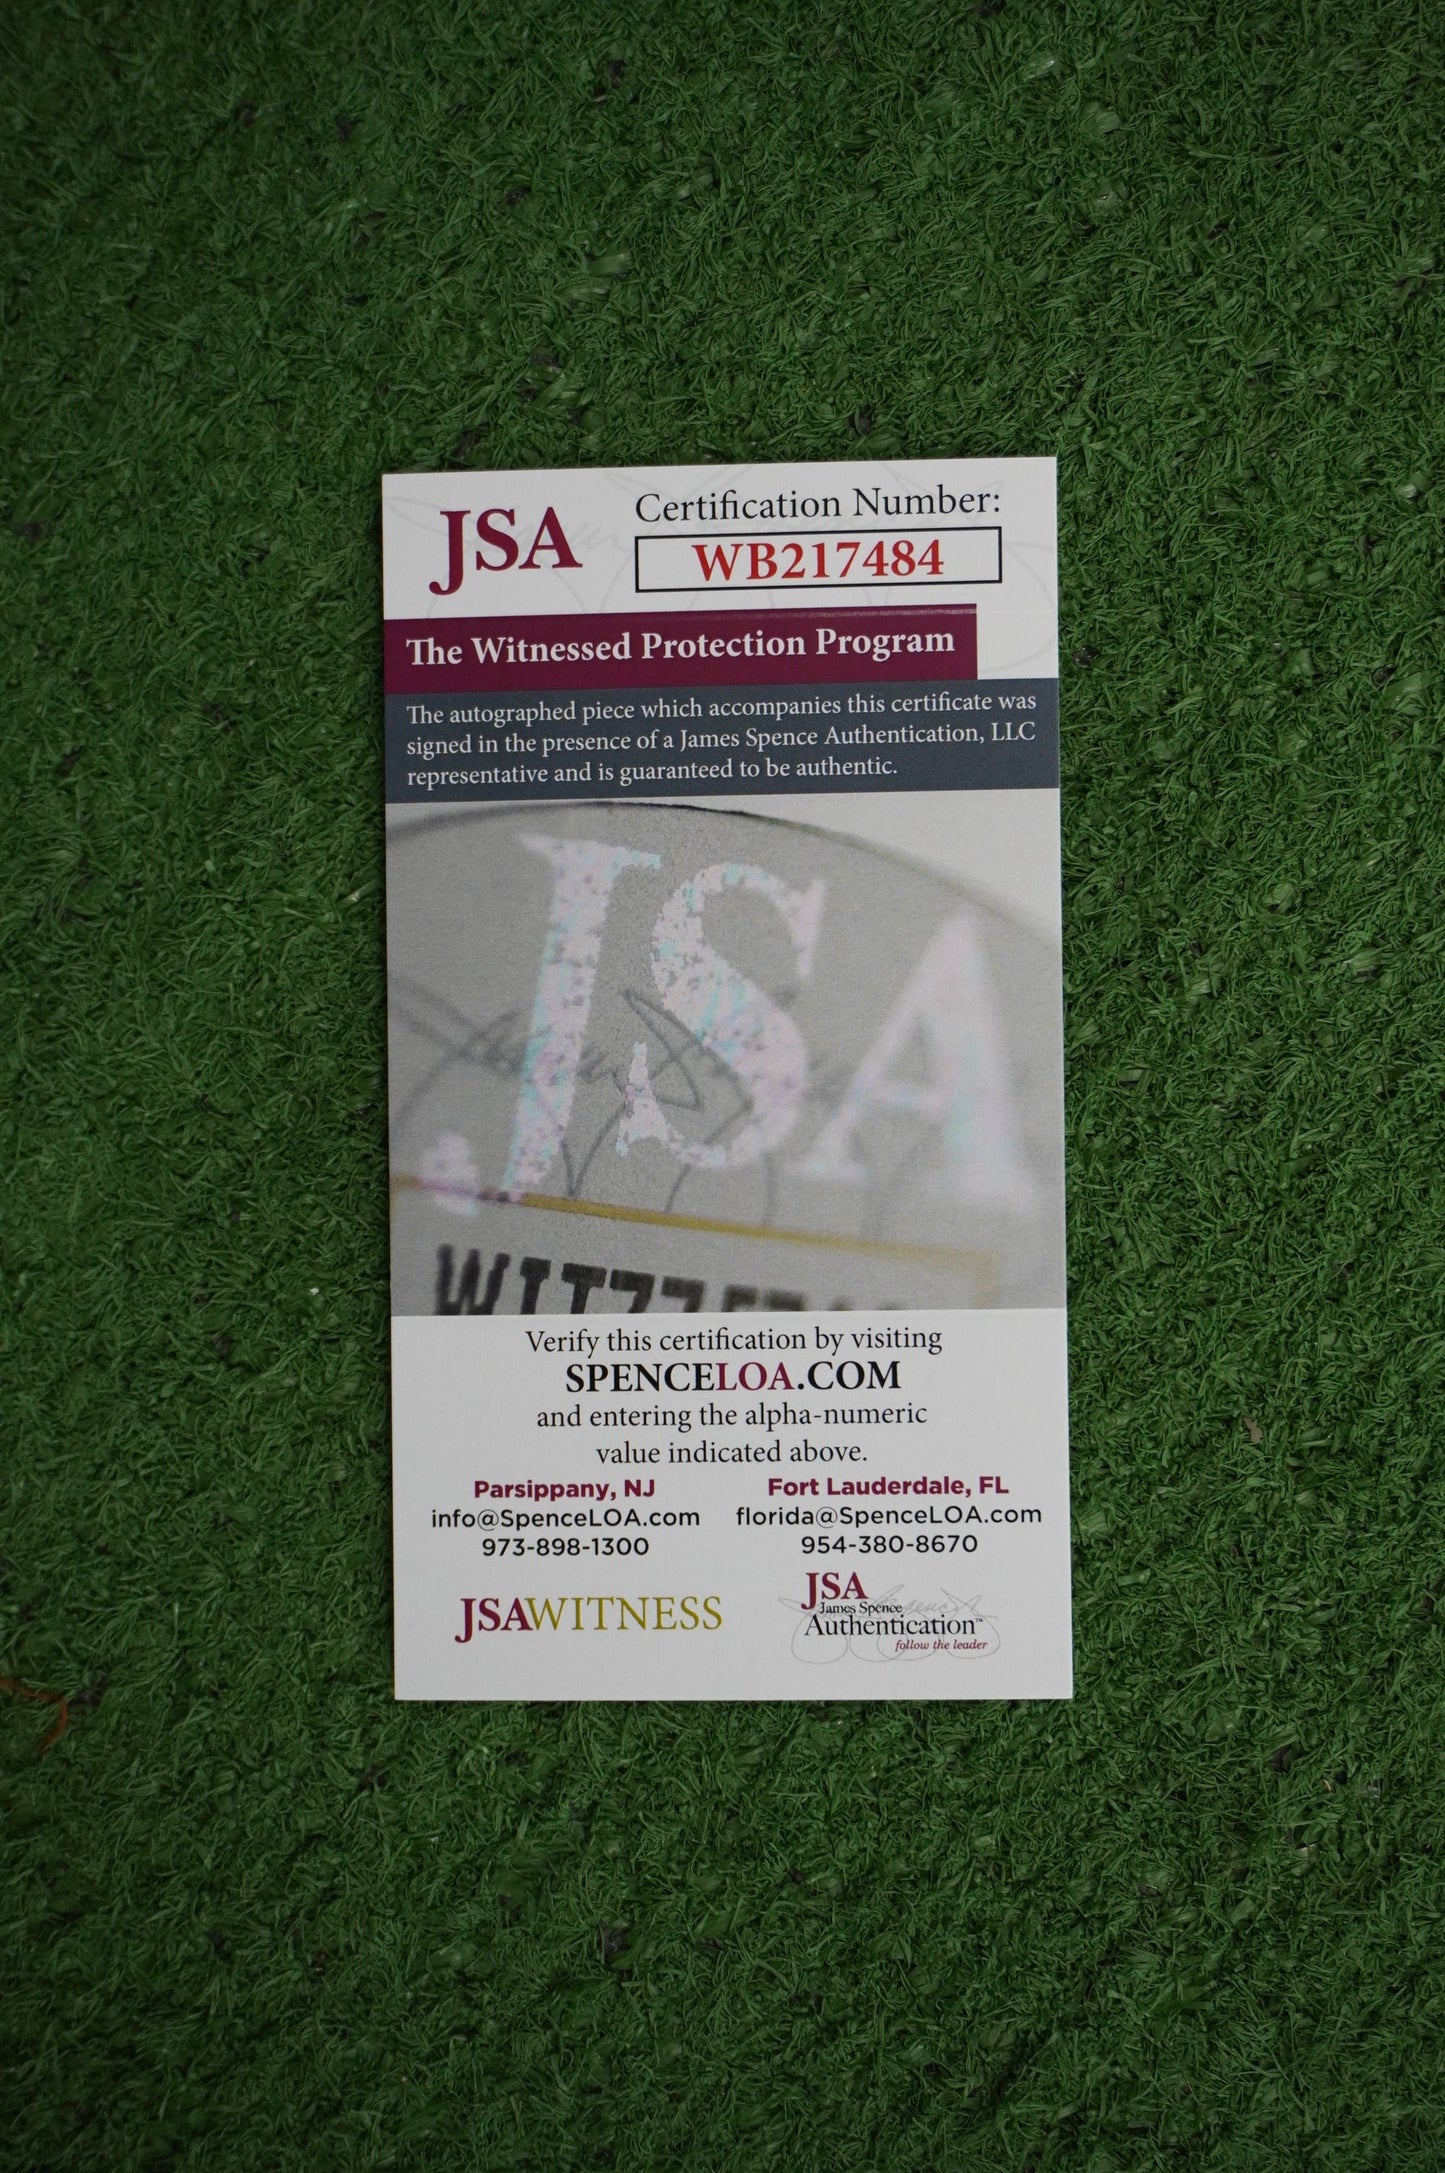 JSA
Certification Number:
WB217484
The Witnessed Protection Program
The autographed piece which accompanies this certificate was
signed in the presence of a James Spence Authentication, LLC
representative and is guaranteed to be authentic.
JSA
Verify this certification by visiting
SPENCELOA.COM
and entering the alpha-numeric
value indicated above.
Parsippany, NJ
info@SpenceLOA.com
973-898-1300
Fort Lauderdale, FL
florida@SpenceLOA.com
954-380-8670
JSAWITNESS
JSA
James Spence
Authentication™
follow the leader